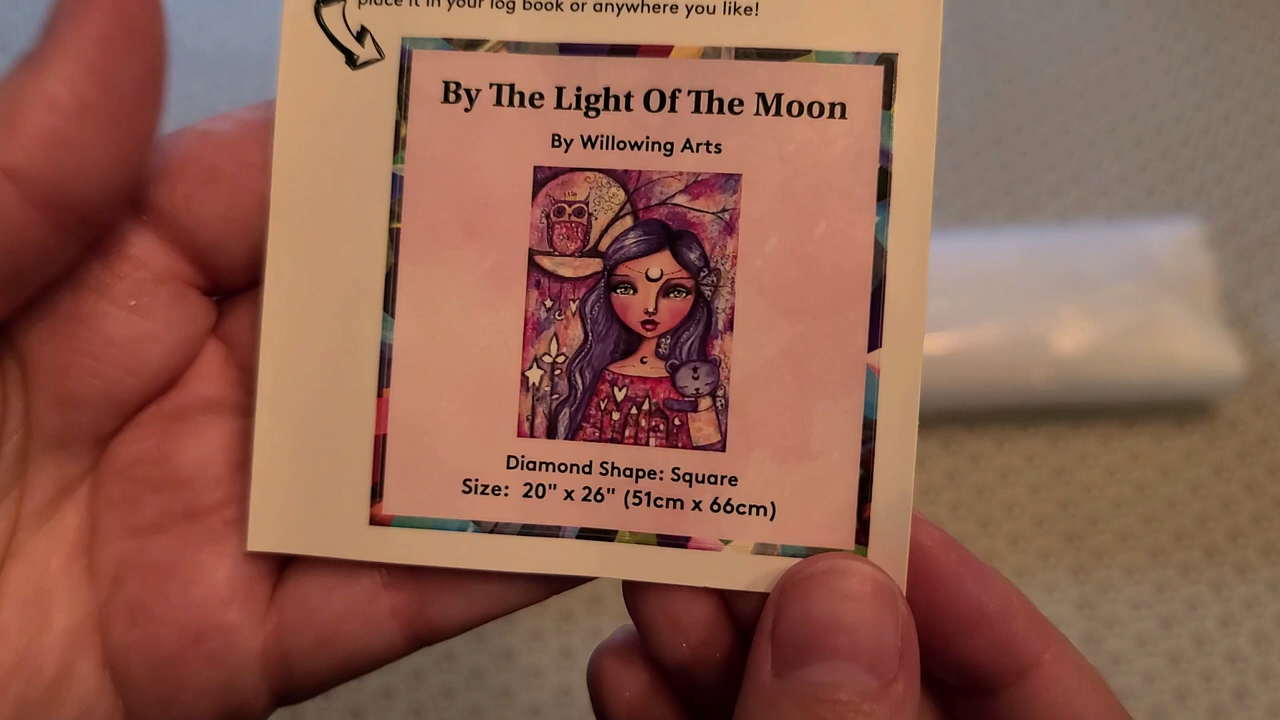 place it in your log book or anywhere you like!
By The Light Of The Moon
By Willowing Arts
Diamond Shape: Square
Size: 20" x 26" (51cm x 66cm)